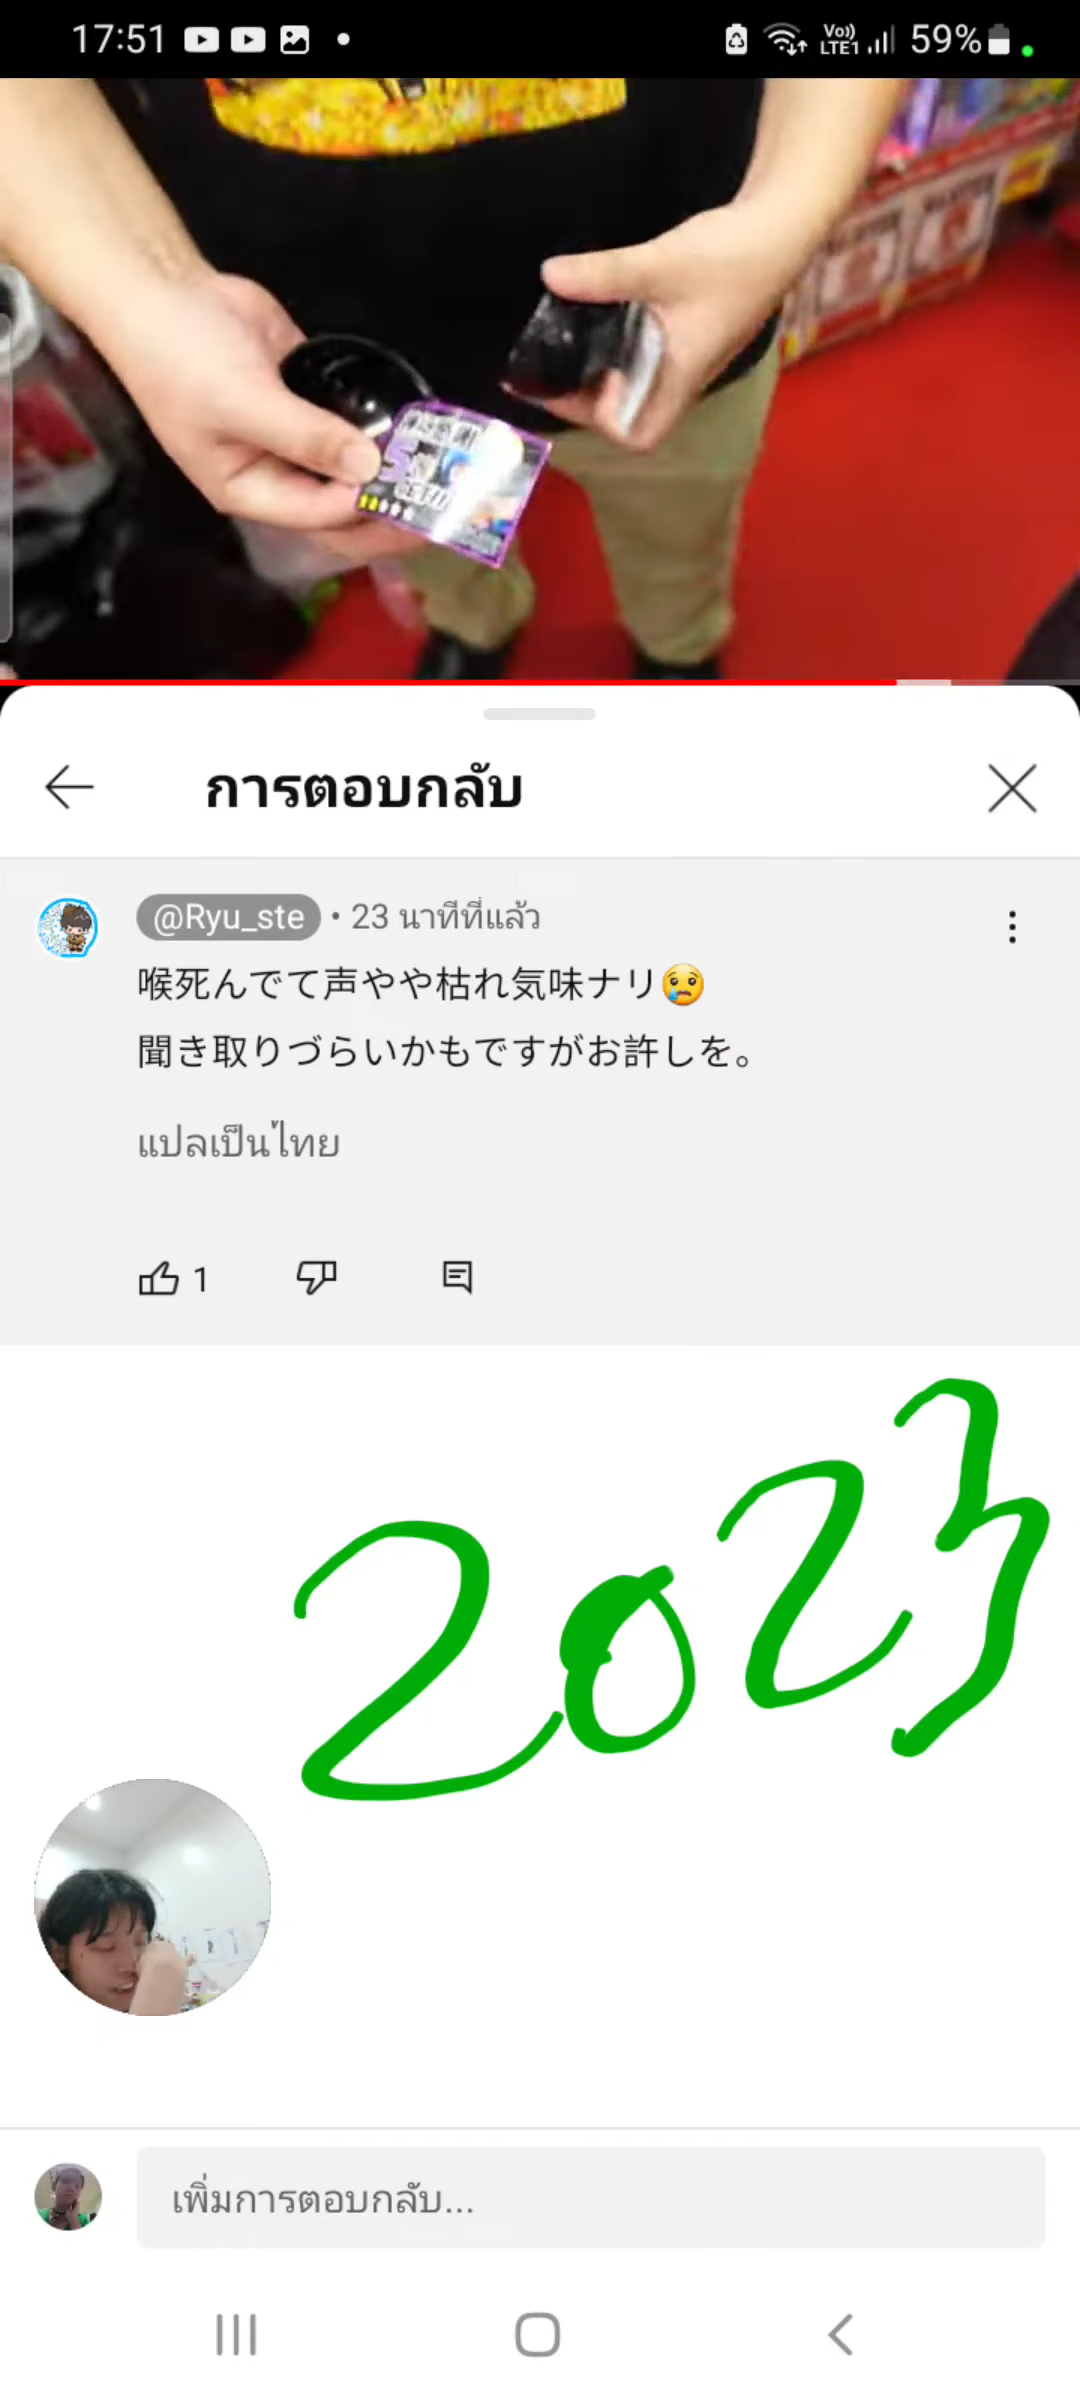 17:51
Vo))
LTE1
59%
การตอบกลับ
@Ryu_ste • 23 นาทีที่แล้ว
喉死んでて声やや枯れ気味ナリ😢
聞き取りづらいかもですがお許しを。
แปลเป็นไทย
1
2023
เพิ่มการตอบกลับ...